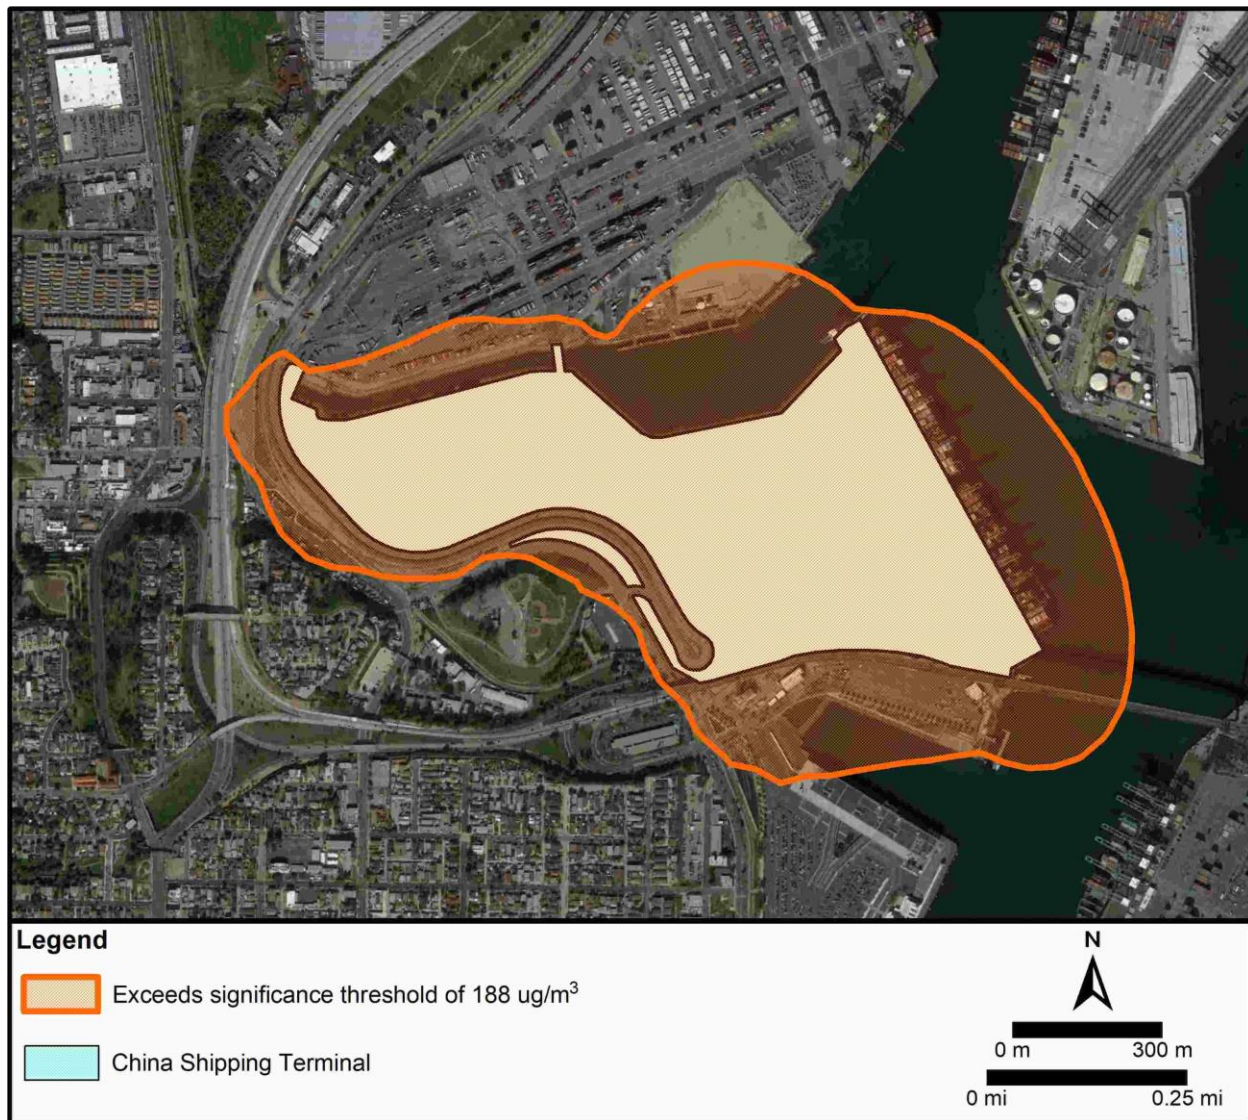 Legend
Exceeds significance threshold of 188 ug/m³
China Shipping Terminal
N
0 m 300 m
0 mi 0.25 mi